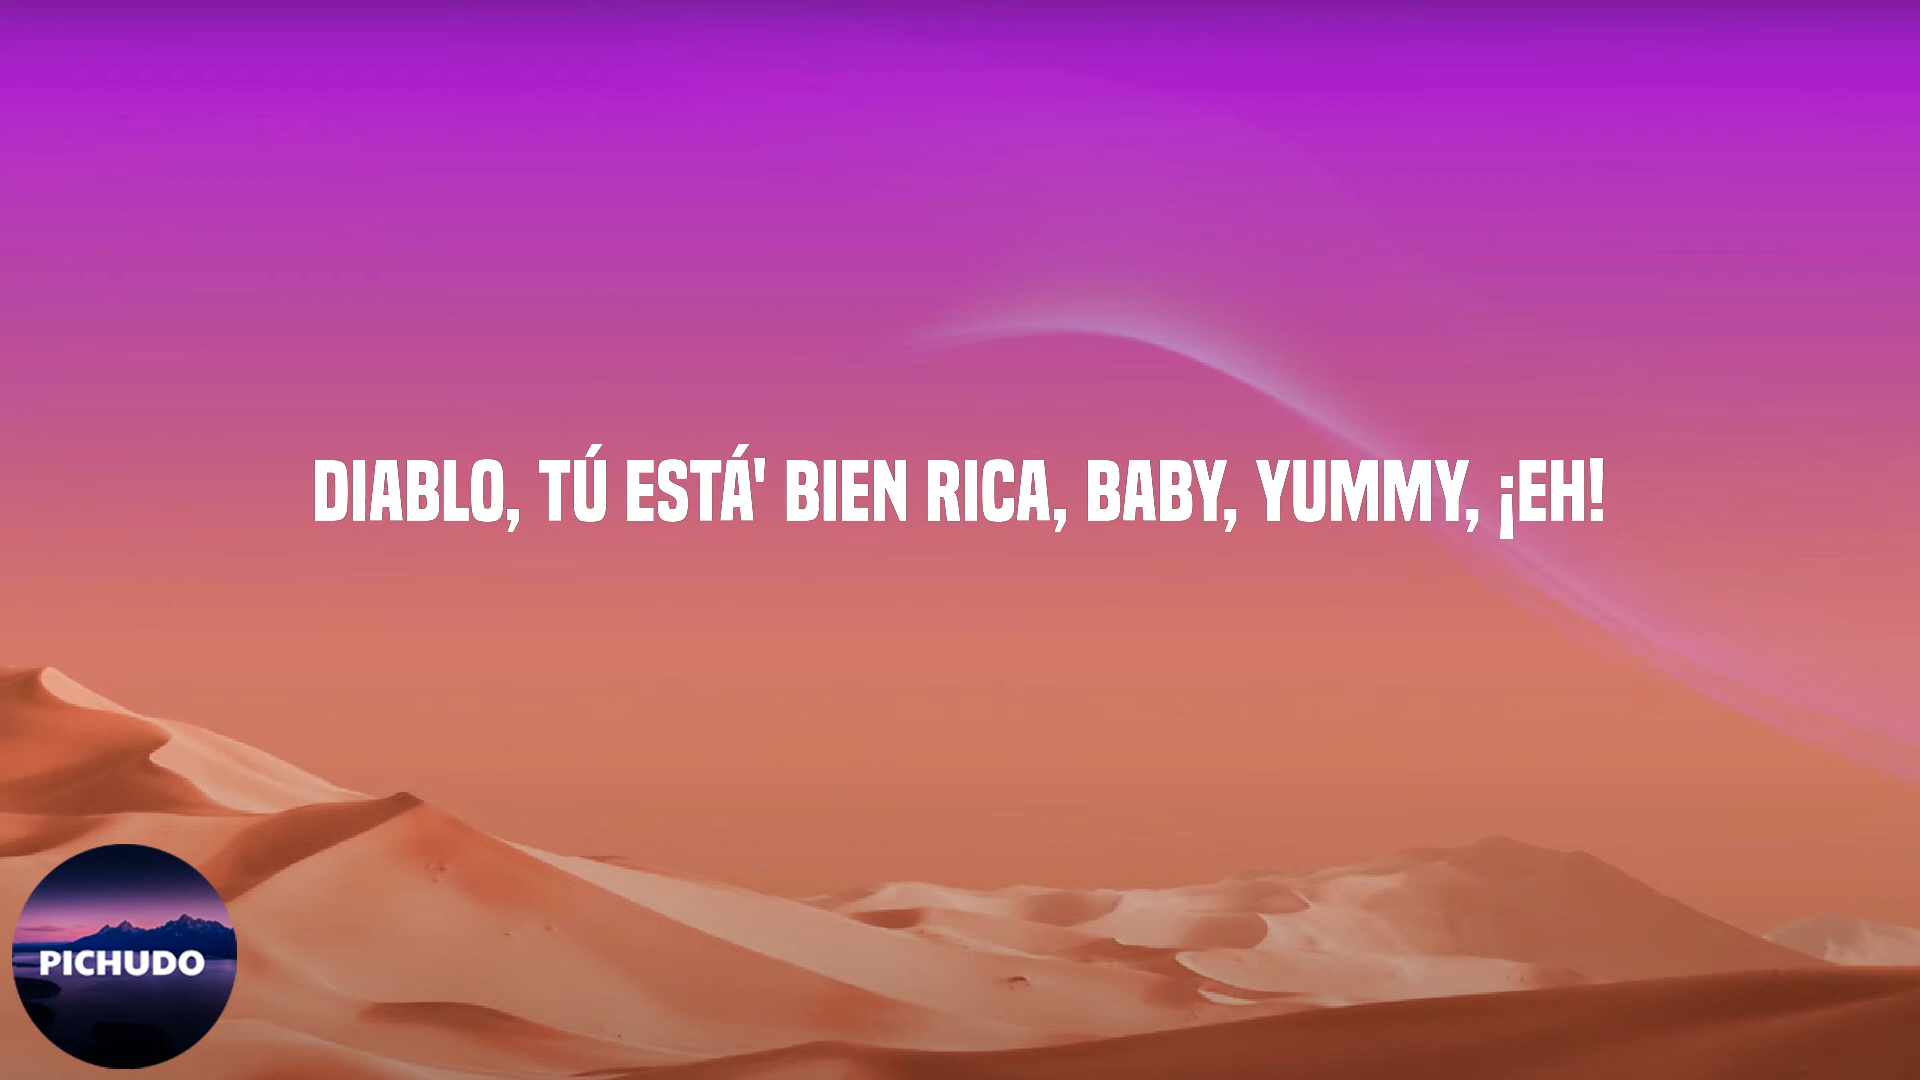 DIABLO, TÚ ESTÁ' BIEN RICA, BABY, YUMMY, ¡EH!
PICHUDO